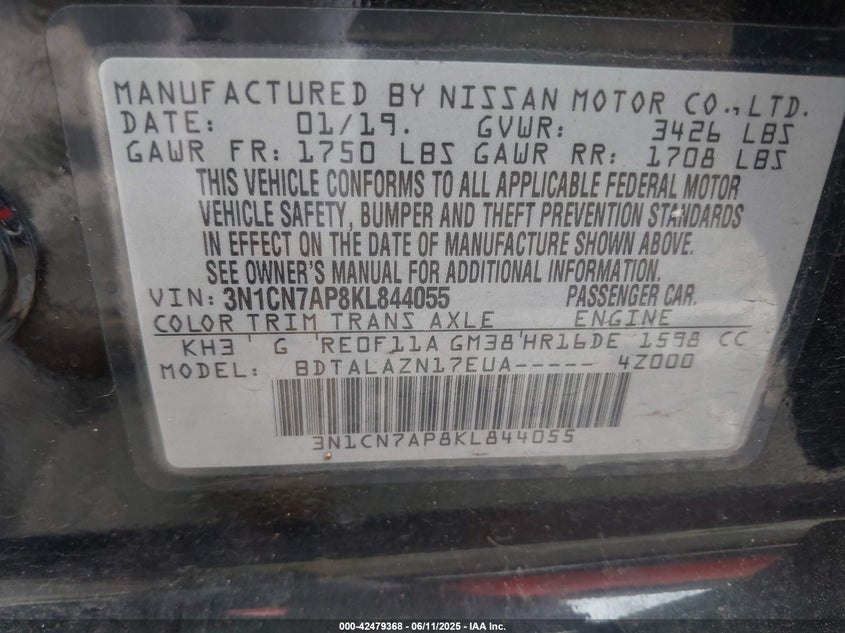 MANUFACTURED BY NISSAN MOTOR CO.,LTD.
DATE: 01/19. GVWR: 3426 LBS
GAWR FR: 1750 LBS GAWR RR: 1708 LBS
THIS VEHICLE CONFORMS TO ALL APPLICABLE FEDERAL MOTOR
VEHICLE SAFETY, BUMPER AND THEFT PREVENTION STANDARDS
IN EFFECT ON THE DATE OF MANUFACTURE SHOWN ABOVE.
SEE OWNER'S MANUAL FOR ADDITIONAL INFORMATION.
VIN: 3N1CN7AP8KL844055 PASSENGER CAR.
COLOR TRIM TRANS AXLE ENGINE
KH3 G RE0F11A GM38 HR16DE 1598 CC
MODEL: BDTALAZN17EUA----- 4Z000
3N1CN7AP8KL844055
000-42479368 - 06/11/2025 - IAA Inc.